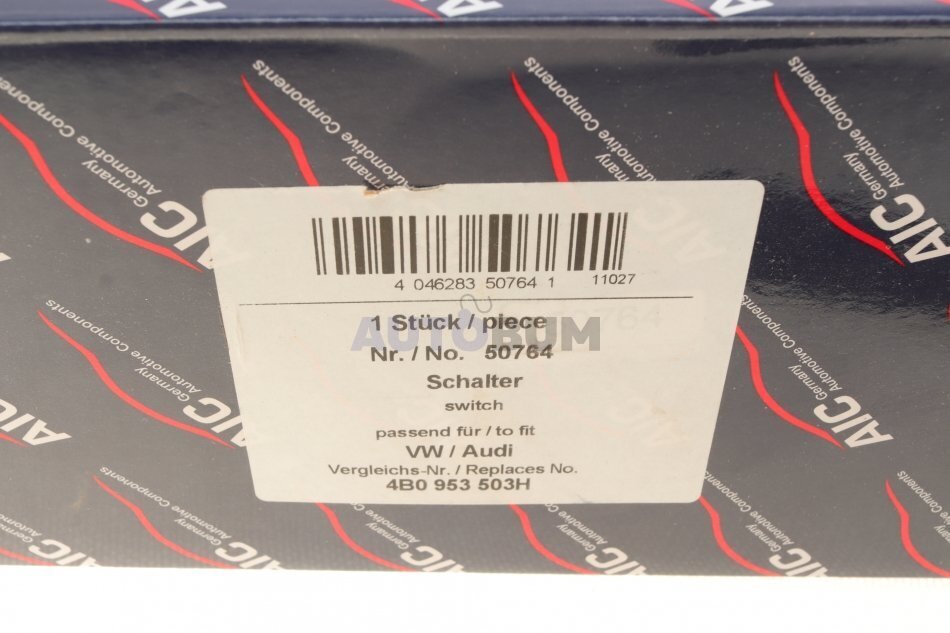 AIC Germany
Automotive Components
4 046283 50764 1 11027
1 Stück / piece
AUTOBUM
Nr. / No. 50764
Schalter
switch
passend für / to fit
VW / Audi
Vergleichs-Nr. / Replaces No.
4B0 953 503H